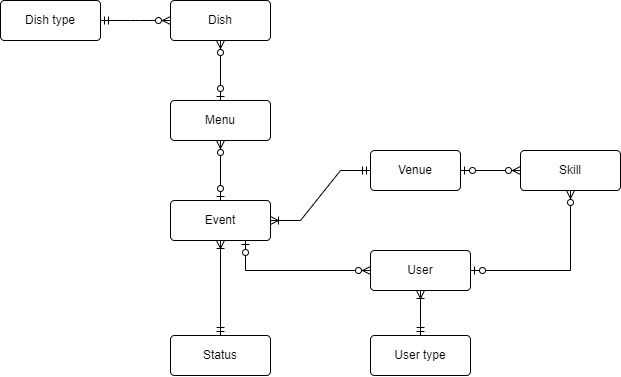 Dish type
Dish
Menu
Venue
Skill
Event
User
Status
User type